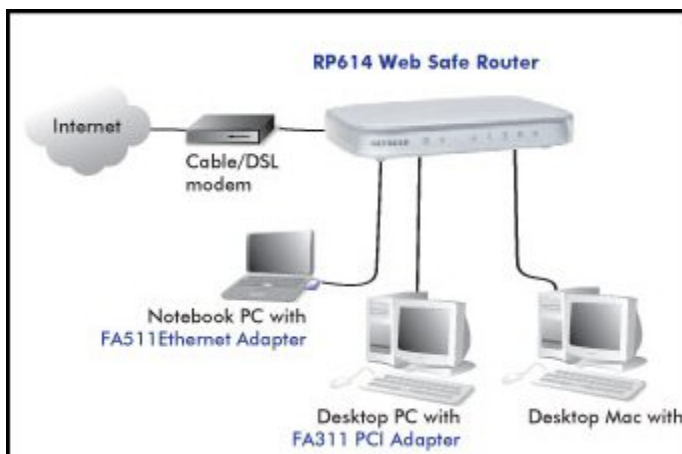 RP614 Web Safe Router
Internet
NETGEAR
Cable/DSL
modem
Notebook PC with
FA511Ethernet Adapter
Desktop PC with
FA311 PCI Adapter
Desktop Mac with